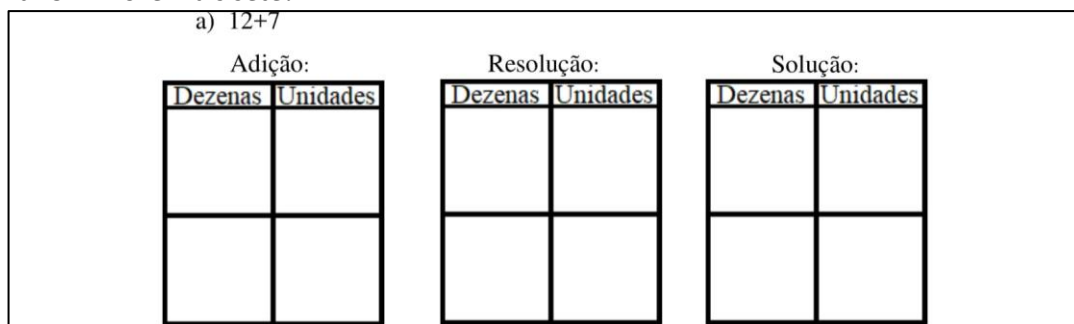 a) 12+7
Adição: Resolução: Solução:
Dezenas Unidades Dezenas Unidades Dezenas Unidades